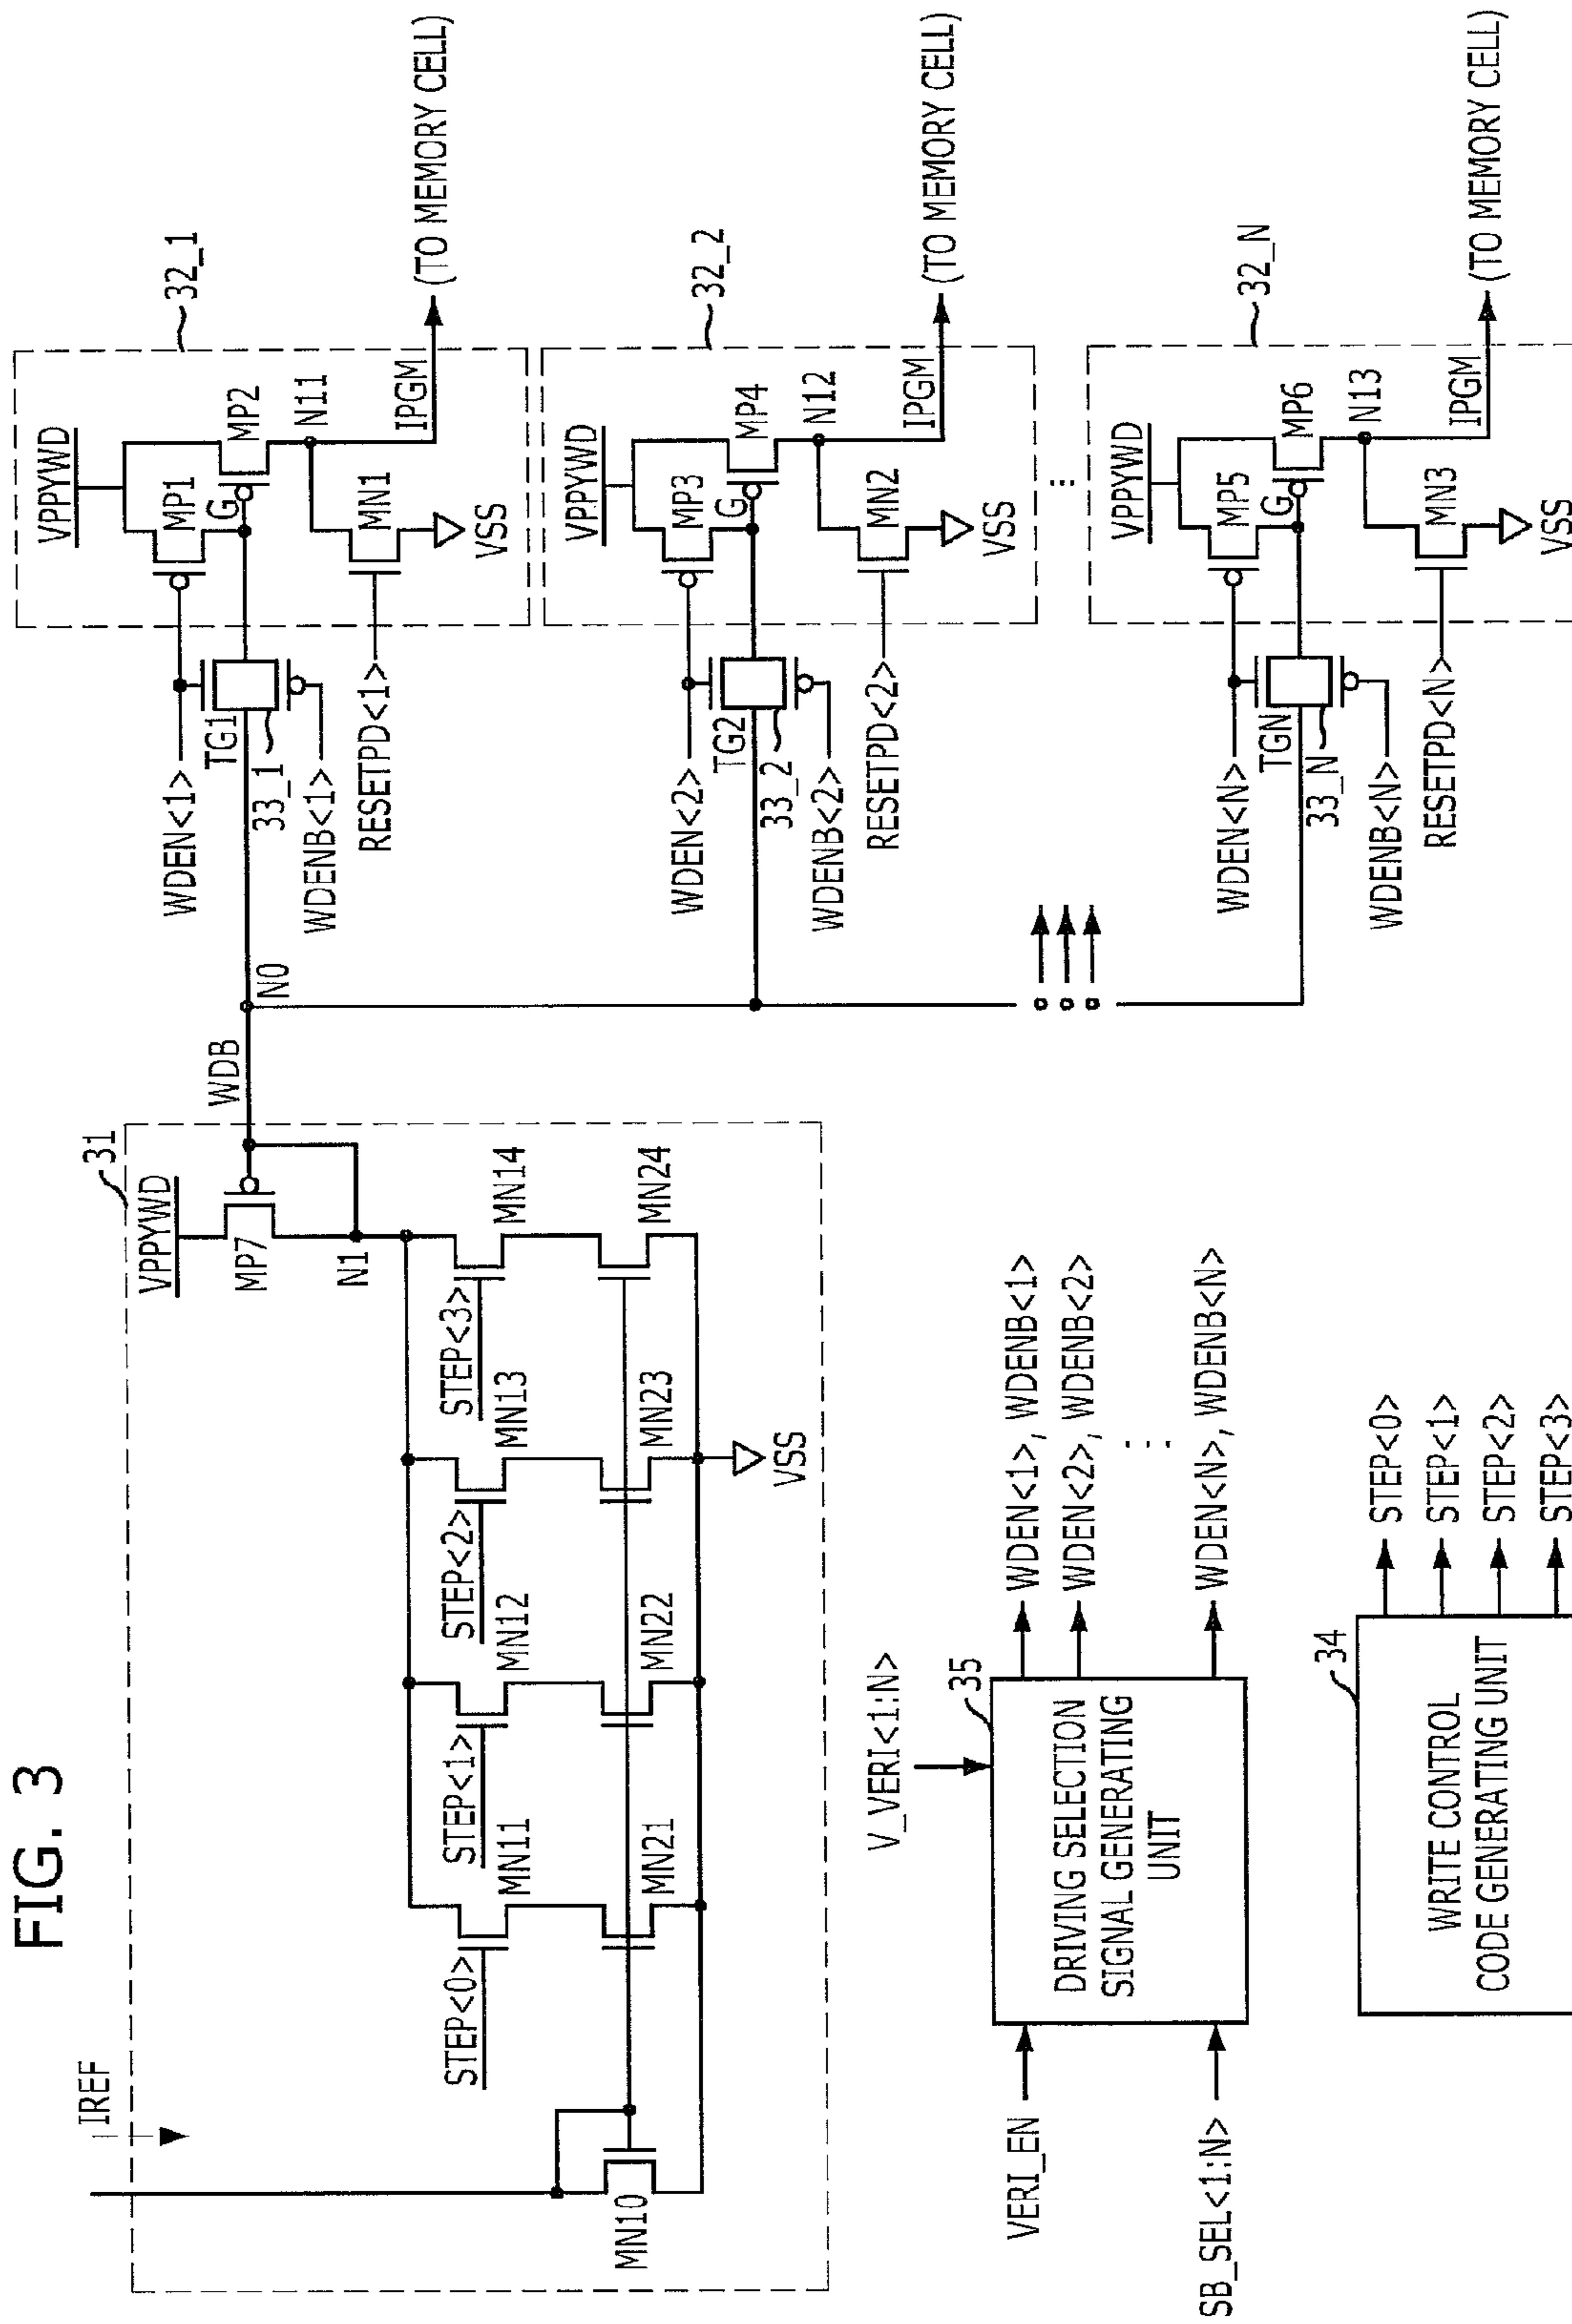 FIG. 3
IREF
31
VPPYWD
MP7
WDB
N0
N1
STEP<0>
MN11
STEP<1>
MN12
STEP<2>
MN13
STEP<3>
MN14
MN10
MN21
MN22
MN23
MN24
VSS
WDEN<1>
TG1
33_1
WDENB<1>
RESETPD<1>
VPPYWD
MP1
G
MP2
N11
MN1
VSS
IPGM
32_1
(TO MEMORY CELL)
WDEN<2>
TG2
33_2
WDENB<2>
RESETPD<2>
VPPYWD
MP3
G
MP4
N12
MN2
VSS
IPGM
32_2
(TO MEMORY CELL)
WDEN<N>
TGN
33_N
WDENB<N>
RESETPD<N>
VPPYWD
MP5
G
MP6
N13
MN3
VSS
IPGM
32_N
(TO MEMORY CELL)
V_VERI<1:N>
35
VERI_EN
SB_SEL<1:N>
DRIVING SELECTION
SIGNAL GENERATING
UNIT
WDEN<1>, WDENB<1>
WDEN<2>, WDENB<2>
WDEN<N>, WDENB<N>
34
WRITE CONTROL
CODE GENERATING UNIT
STEP<0>
STEP<1>
STEP<2>
STEP<3>